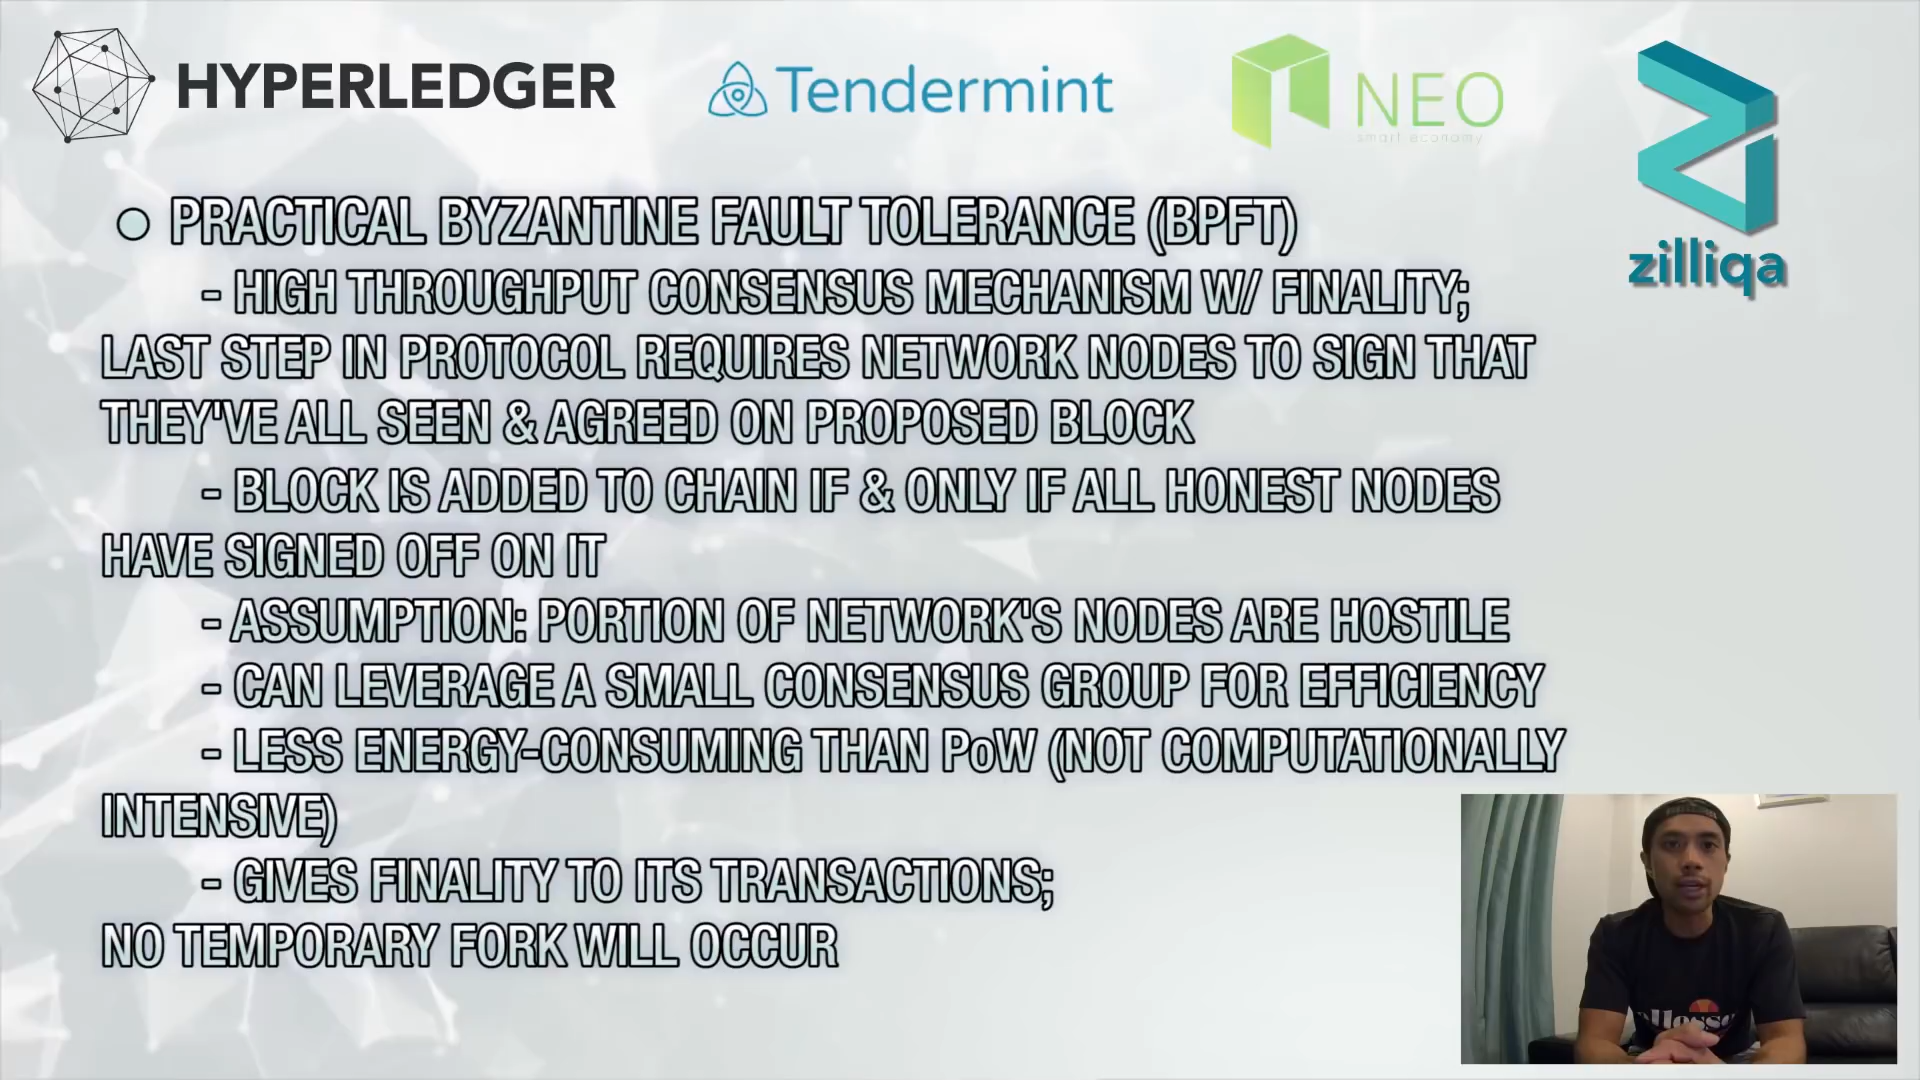 HYPERLEDGER
Tendermint
NEO
smart economy
zilliqa
● PRACTICAL BYZANTINE FAULT TOLERANCE (BPFT)
- HIGH THROUGHPUT CONSENSUS MECHANISM W/ FINALITY;
LAST STEP IN PROTOCOL REQUIRES NETWORK NODES TO SIGN THAT
THEY'VE ALL SEEN & AGREED ON PROPOSED BLOCK
- BLOCK IS ADDED TO CHAIN IF & ONLY IF ALL HONEST NODES
HAVE SIGNED OFF ON IT
- ASSUMPTION: PORTION OF NETWORK'S NODES ARE HOSTILE
- CAN LEVERAGE A SMALL CONSENSUS GROUP FOR EFFICIENCY
- LESS ENERGY-CONSUMING THAN PoW (NOT COMPUTATIONALLY
INTENSIVE)
- GIVES FINALITY TO ITS TRANSACTIONS;
NO TEMPORARY FORK WILL OCCUR